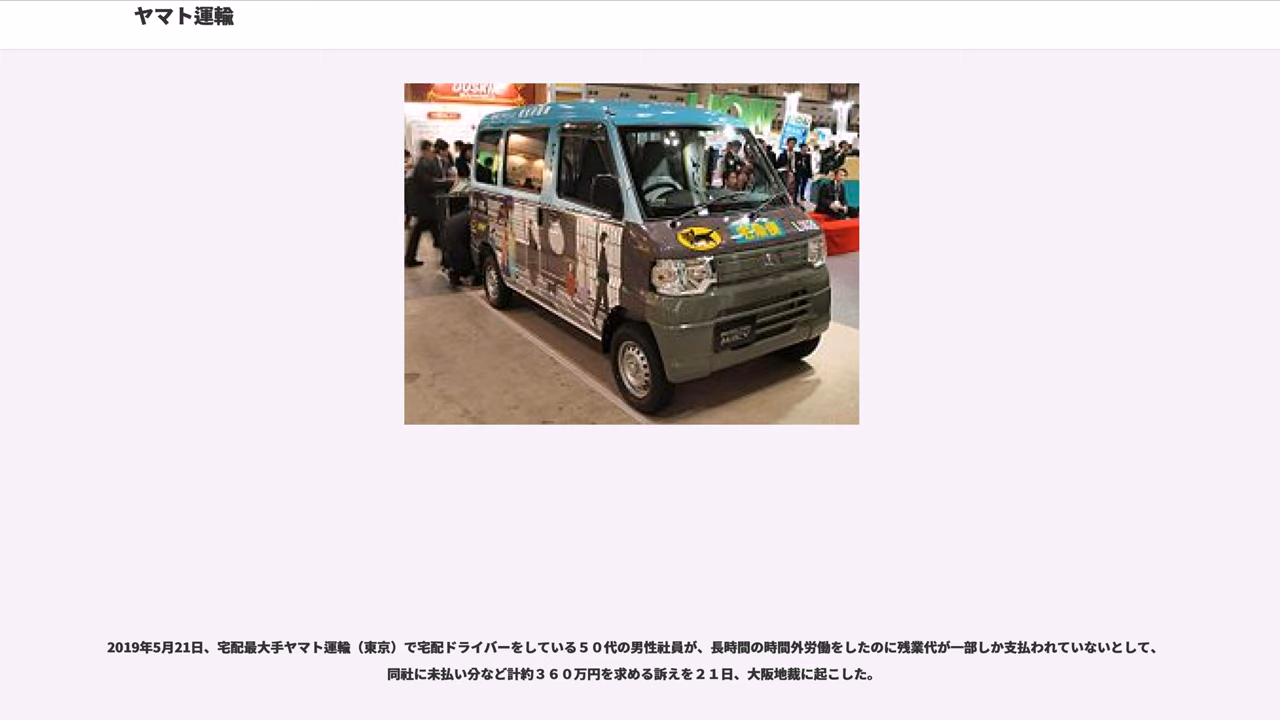 ヤマト運輸
DUSKIN
宅急便
2019年5月21日、宅配最大手ヤマト運輸（東京）で宅配ドライバーをしている５０代の男性社員が、長時間の時間外労働をしたのに残業代が一部しか支払われていないとして、
同社に未払い分など計約３６０万円を求める訴えを２１日、大阪地裁に起こした。